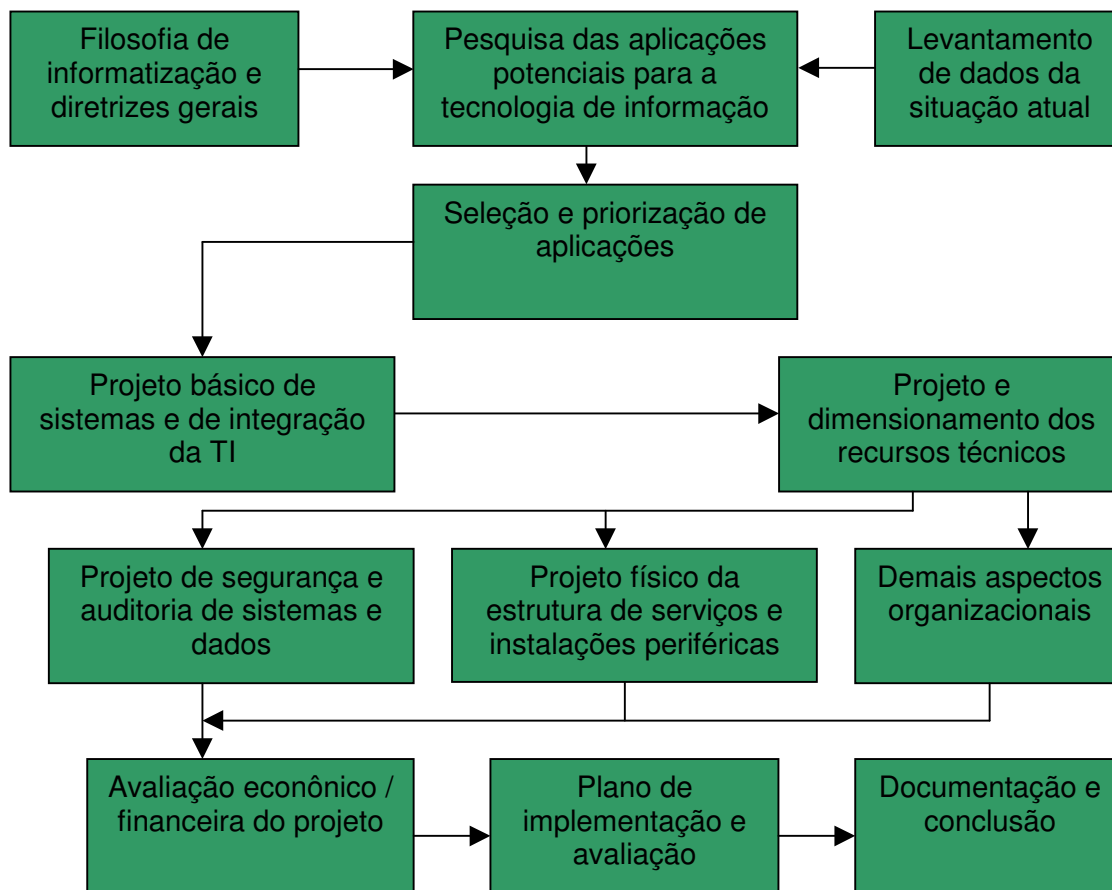 Filosofia de
informatização e
diretrizes gerais
Pesquisa das aplicações
potenciais para a
tecnologia de informação
Levantamento
de dados da
situação atual
Seleção e priorização de
aplicações
Projeto básico de
sistemas e de integração
da TI
Projeto e
dimensionamento dos
recursos técnicos
Projeto de segurança e
auditoria de sistemas e
dados
Projeto físico da
estrutura de serviços e
instalações periféricas
Demais aspectos
organizacionais
Avaliação econômico /
financeira do projeto
Plano de
implementação e
avaliação
Documentação e
conclusão